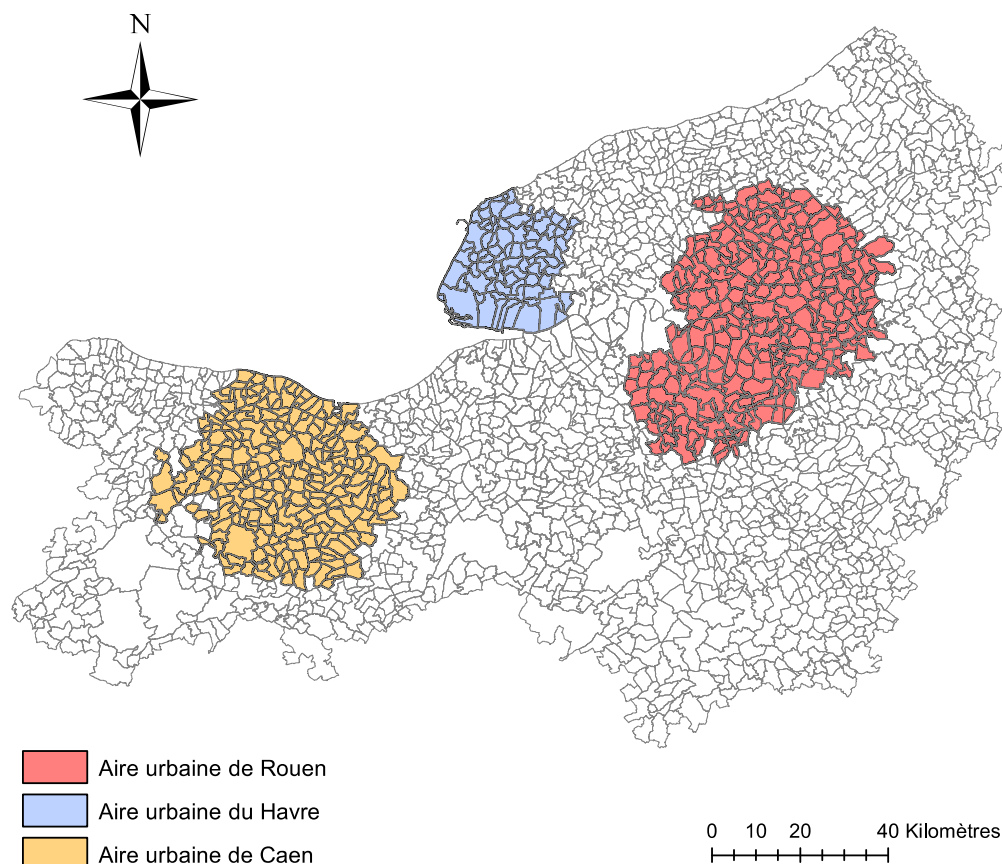 N
Aire urbaine de Rouen
Aire urbaine du Havre
Aire urbaine de Caen
0 10 20 40 Kilomètres